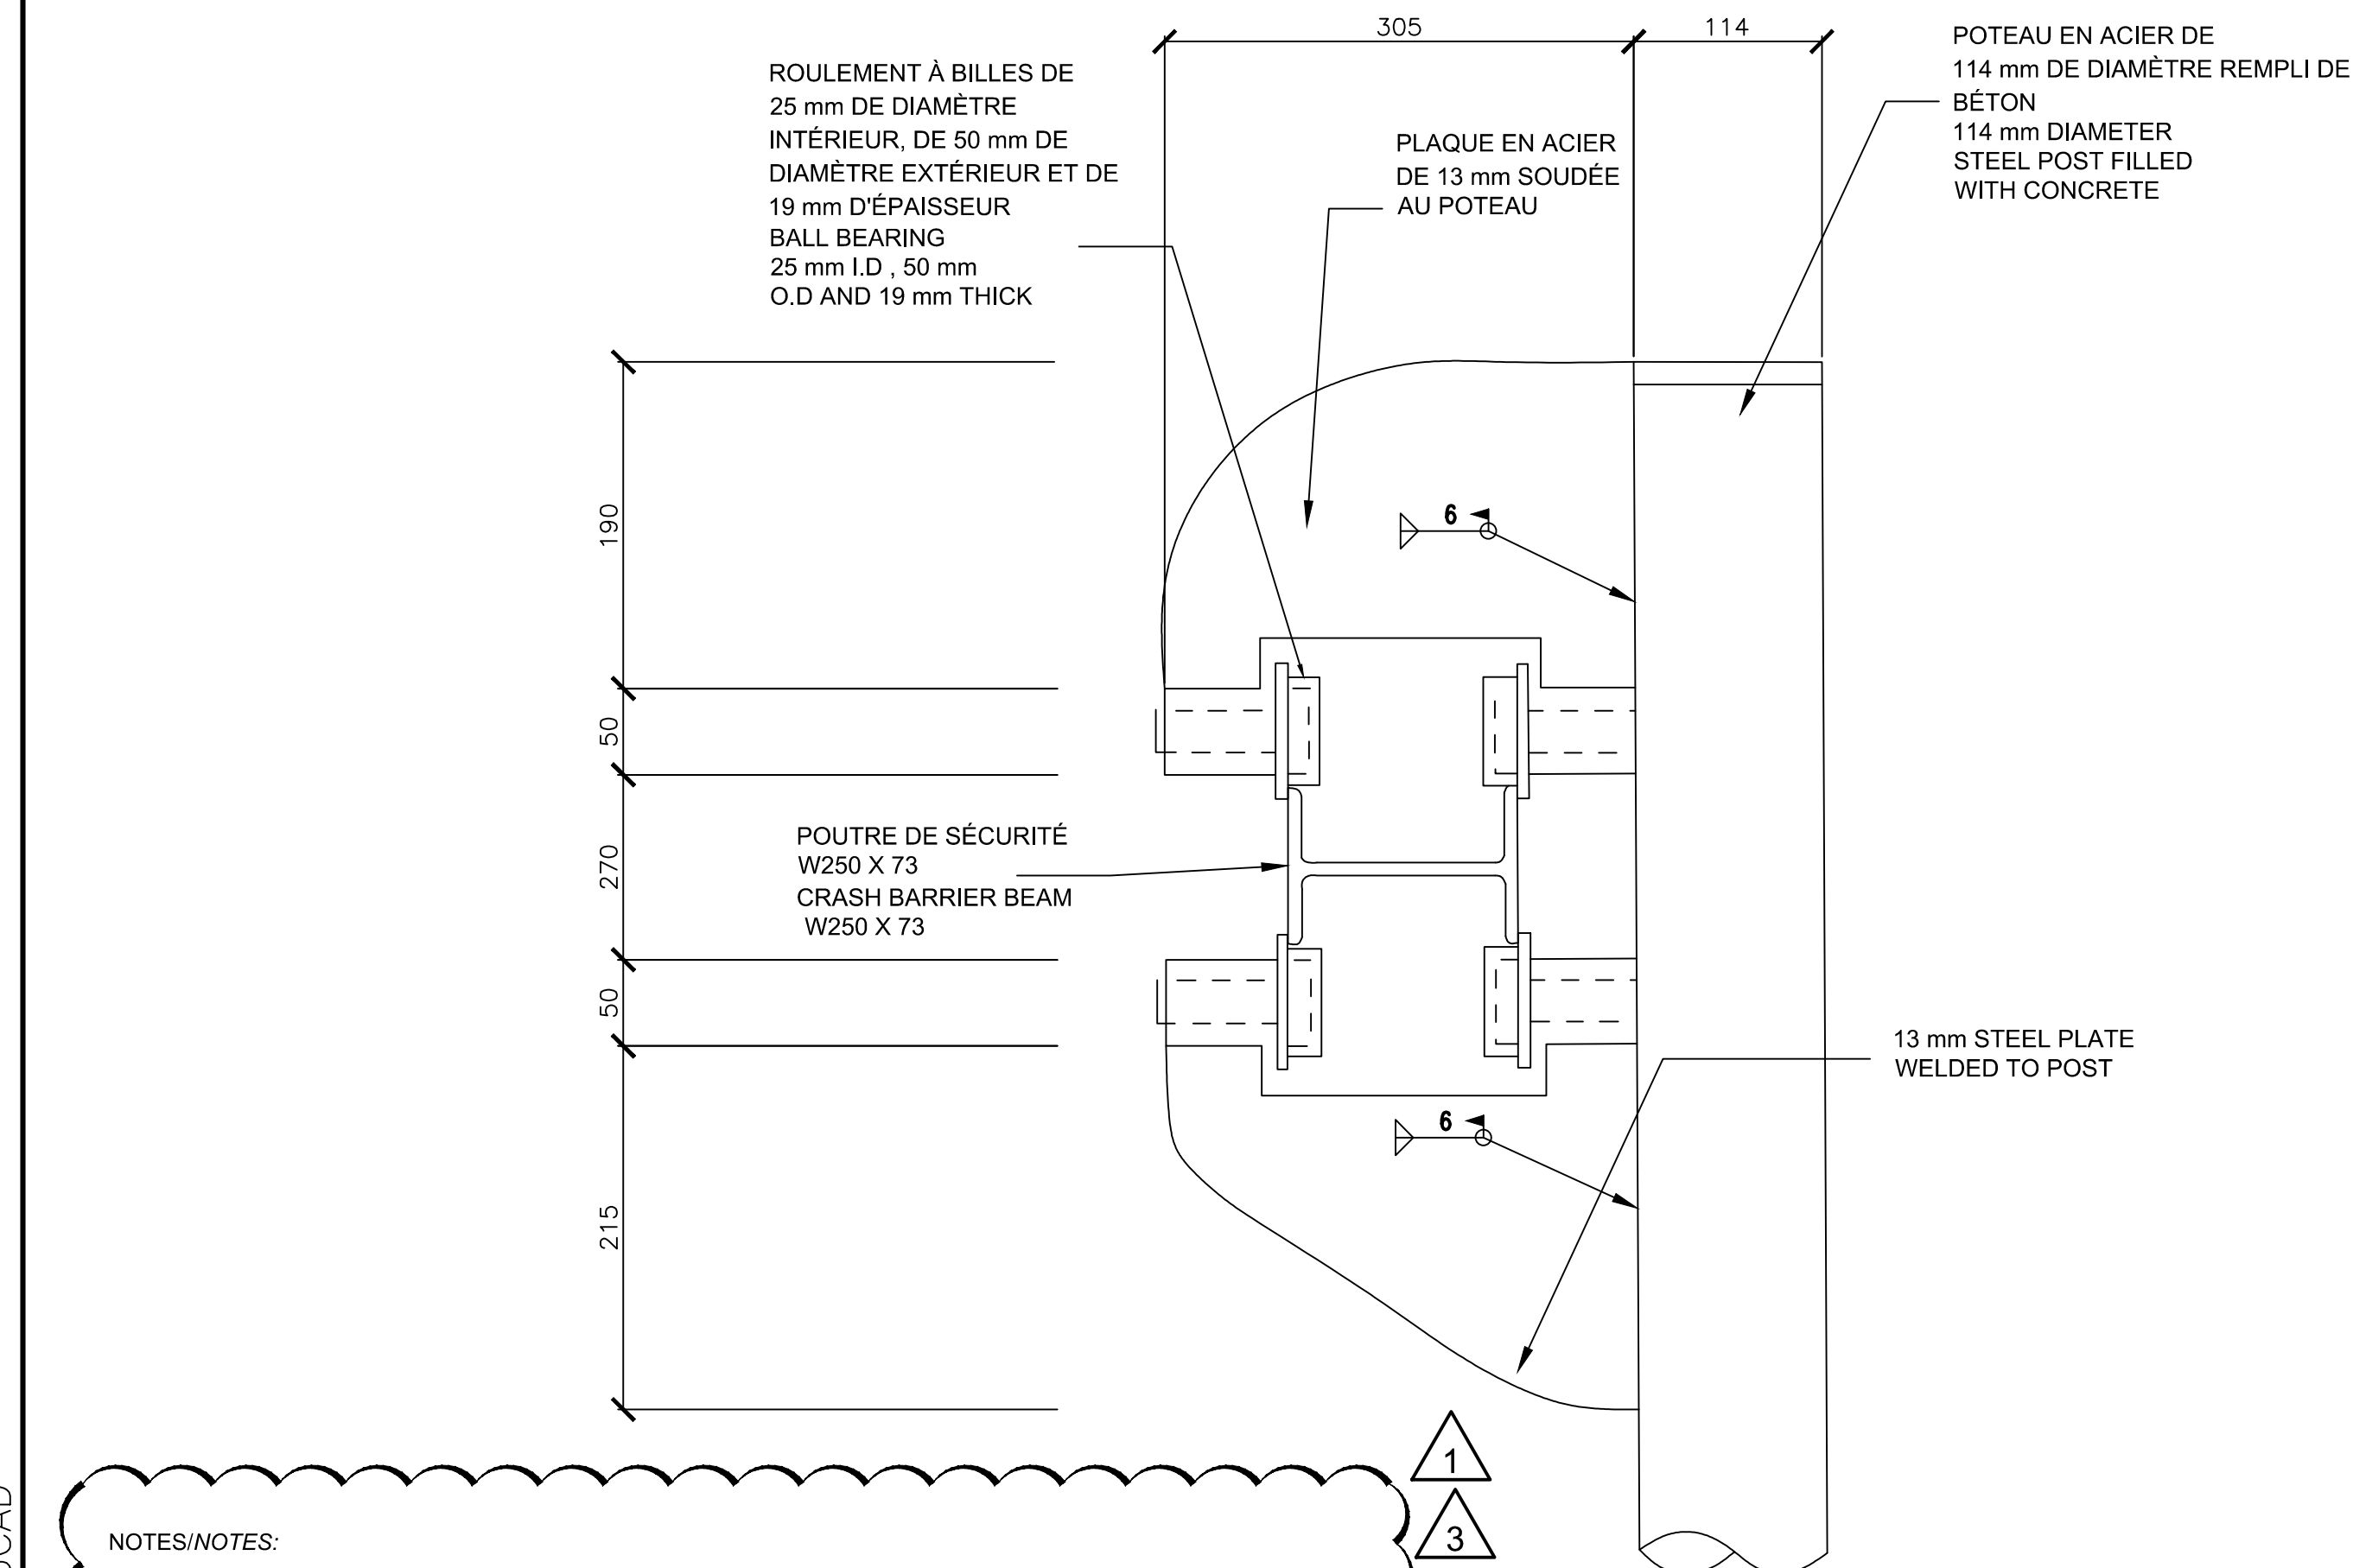 305
114
ROULEMENT À BILLES DE
25 mm DE DIAMÈTRE
INTÉRIEUR, DE 50 mm DE
DIAMÈTRE EXTÉRIEUR ET DE
19 mm D'ÉPAISSEUR
BALL BEARING
25 mm I.D , 50 mm
O.D AND 19 mm THICK
PLAQUE EN ACIER
DE 13 mm SOUDÉE
AU POTEAU
POTEAU EN ACIER DE
114 mm DE DIAMÈTRE REMPLI DE
BÉTON
114 mm DIAMETER
STEEL POST FILLED
WITH CONCRETE
190
6
50
270
POUTRE DE SÉCURITÉ
W250 X 73
CRASH BARRIER BEAM
W250 X 73
50
13 mm STEEL PLATE
WELDED TO POST
6
215
1
3
NOTES/NOTES: